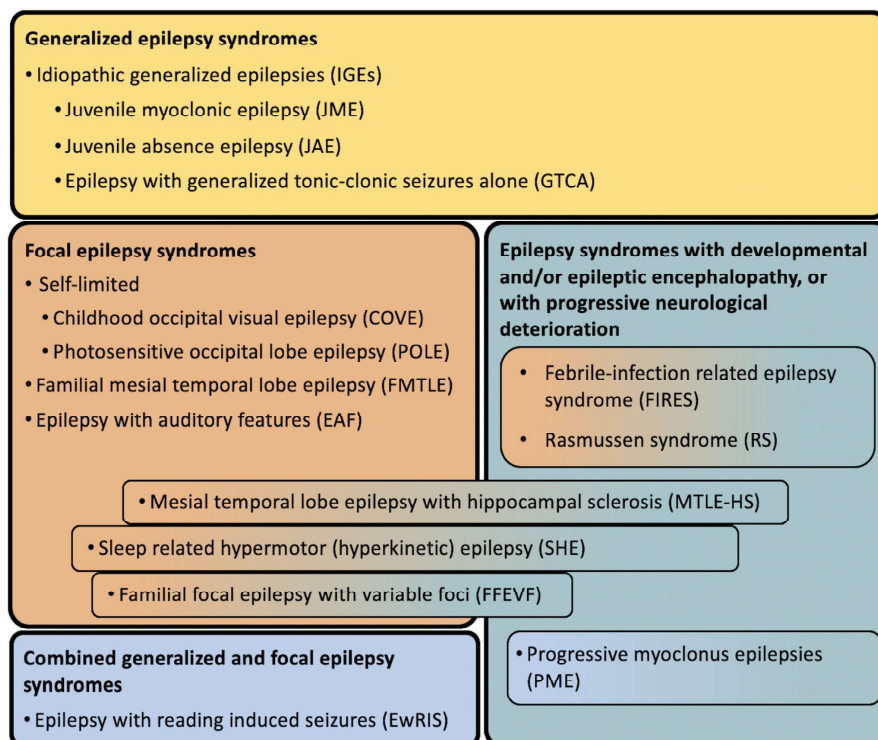 Generalized epilepsy syndromes
• Idiopathic generalized epilepsies (IGEs)
• Juvenile myoclonic epilepsy (JME)
• Juvenile absence epilepsy (JAE)
• Epilepsy with generalized tonic-clonic seizures alone (GTCA)
Focal epilepsy syndromes
• Self-limited
• Childhood occipital visual epilepsy (COVE)
• Photosensitive occipital lobe epilepsy (POLE)
• Familial mesial temporal lobe epilepsy (FMTLE)
• Epilepsy with auditory features (EAF)
Epilepsy syndromes with developmental
and/or epileptic encephalopathy, or
with progressive neurological
deterioration
• Febrile-infection related epilepsy
syndrome (FIRES)
• Rasmussen syndrome (RS)
• Mesial temporal lobe epilepsy with hippocampal sclerosis (MTLE-HS)
• Sleep related hypermotor (hyperkinetic) epilepsy (SHE)
• Familial focal epilepsy with variable foci (FFEVF)
Combined generalized and focal epilepsy
syndromes
• Epilepsy with reading induced seizures (EwRIS)
• Progressive myoclonus epilepsies
(PME)